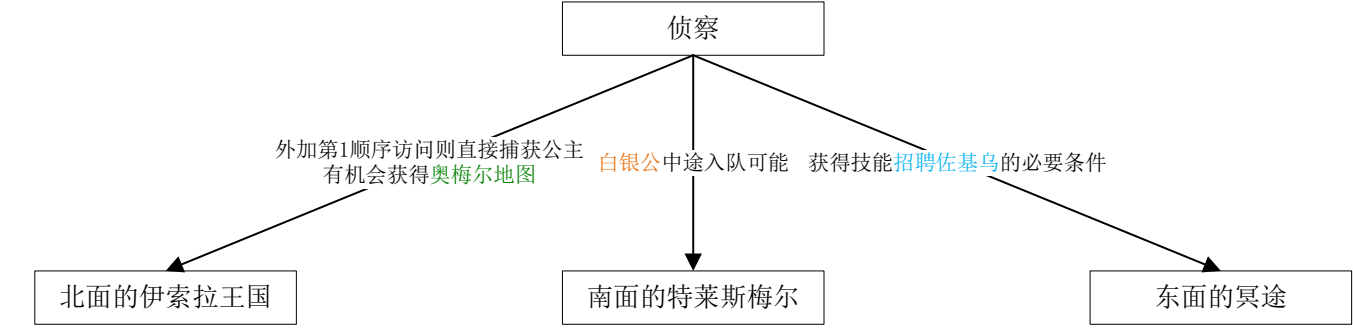 侦察
外加第1顺序访问则直接捕获公主
有机会获得奥梅尔地图
白银公中途入队可能
获得技能招聘佐基乌的必要条件
北面的伊索拉王国
南面的特莱斯梅尔
东面的冥途